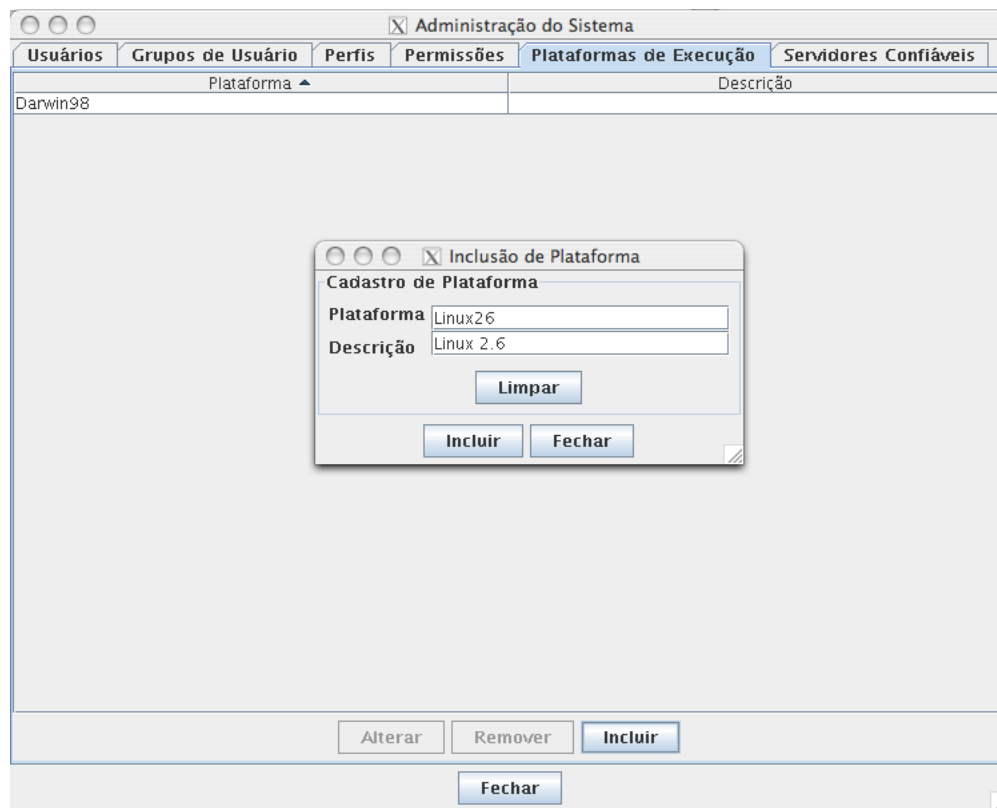 Administração do Sistema
Usuários Grupos de Usuário Perfis Permissões Plataformas de Execução Servidores Confiáveis
Plataforma Descrição
Darwin98
Inclusão de Plataforma
Cadastro de Plataforma
Plataforma Linux26
Descrição Linux 2.6
Limpar
Incluir Fechar
Alterar Remover Incluir
Fechar